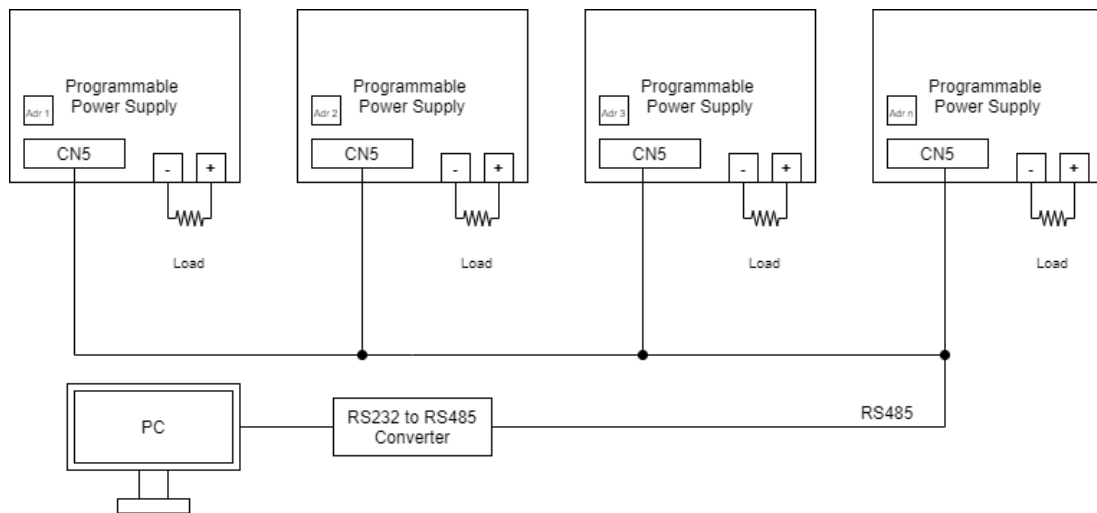 Programmable
Power Supply
Adr 1
CN5
-
+
Load
Programmable
Power Supply
Adr 2
CN5
-
+
Load
Programmable
Power Supply
Adr 3
CN5
-
+
Load
Programmable
Power Supply
Adr n
CN5
-
+
Load
PC
RS232 to RS485
Converter
RS485